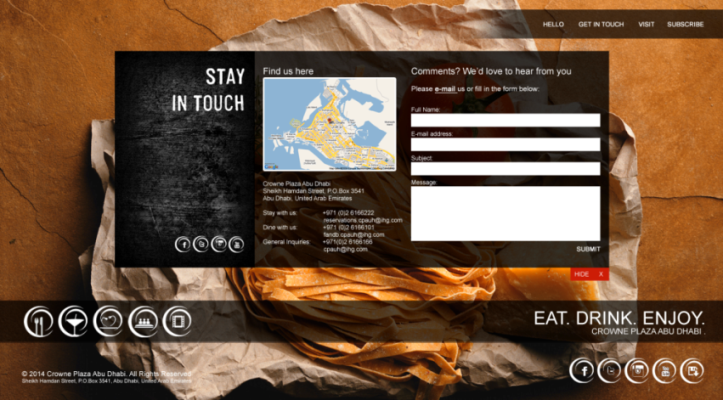 HELLO GET IN TOUCH VISIT SUBSCRIBE
STAY
IN TOUCH
Find us here
Crowne Plaza Abu Dhabi
Sheikh Hamdan Street, P.O.Box 3541
Abu Dhabi, United Arab Emirates
Stay with us: +971 (0)2 6166222
reservations.cpauh@ihg.com
Dine with us: +971 (0)2 6166101
fandb.cpauh@ihg.com
General Inquiries: +971(0)2 6166166
cpauh@ihg.com
Comments? We'd love to hear from you
Please e-mail us or fill in the form below:
Full Name:
E-mail address:
Subject:
Message:
SUBMIT
HIDE X
EAT. DRINK. ENJOY.
CROWNE PLAZA ABU DHABI .
© 2014 Crowne Plaza Abu Dhabi. All Rights Reserved
Sheikh Hamdan Street, P.O.Box 3541, Abu Dhabi, United Arab Emirates